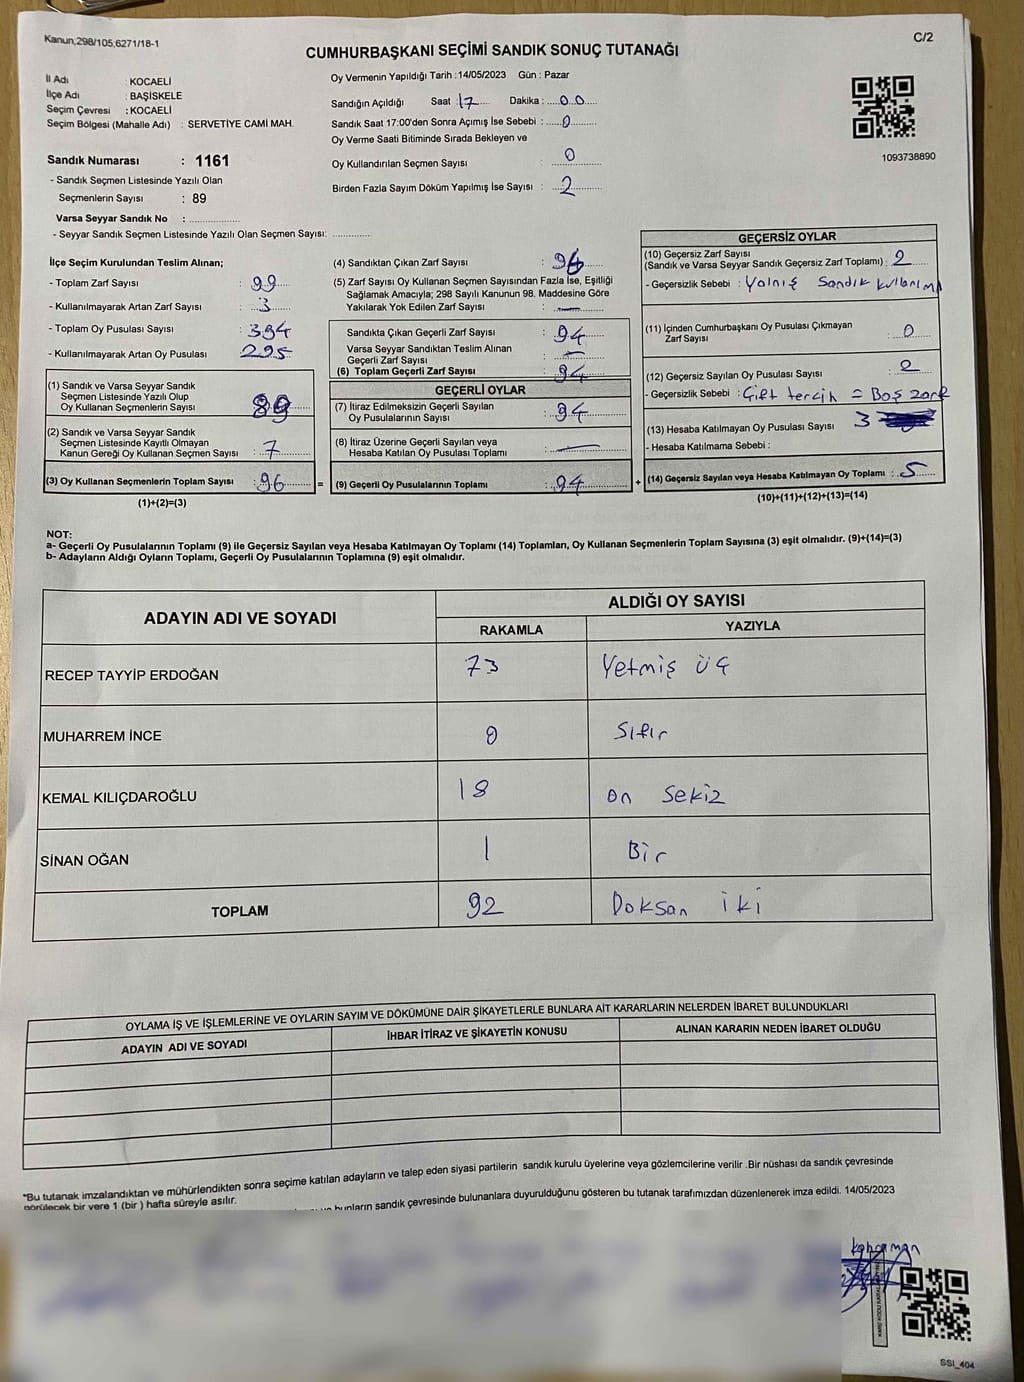 Kanun;298/105,6271/18-1
C/2
CUMHURBAŞKANI SEÇİMİ SANDIK SONUÇ TUTANAĞI
İl Adı : KOCAELİ
İlçe Adı : BAŞİSKELE
Seçim Çevresi : KOCAELİ
Seçim Bölgesi (Mahalle Adı) : SERVETİYE CAMİ MAH.
Sandık Numarası : 1161
- Sandık Seçmen Listesinde Yazılı Olan
Seçmenlerin Sayısı : 89
Varsa Seyyar Sandık No :
- Seyyar Sandık Seçmen Listesinde Yazılı Olan Seçmen Sayısı:
Oy Vermenin Yapıldığı Tarih :14/05/2023 Gün : Pazar
Sandığın Açıldığı Saat : 17 Dakika : 00
Sandık Saat 17:00'den Sonra Açımış İse Sebebi : 0
Oy Verme Saati Bitiminde Sırada Bekleyen ve
Oy Kullandırılan Seçmen Sayısı : 0
Birden Fazla Sayım Döküm Yapılmış İse Sayısı : 2
1093738890
İlçe Seçim Kurulundan Teslim Alınan;
- Toplam Zarf Sayısı : 99
- Kullanılmayarak Artan Zarf Sayısı : 3
- Toplam Oy Pusulası Sayısı : 394
- Kullanılmayarak Artan Oy Pusulası : 295
(1) Sandık ve Varsa Seyyar Sandık
Seçmen Listesinde Yazılı Olup
Oy Kullanan Seçmenlerin Sayısı : 89
(2) Sandık ve Varsa Seyyar Sandık
Seçmen Listesinde Kayıtlı Olmayan
Kanun Gereği Oy Kullanan Seçmen Sayısı : 7
(3) Oy Kullanan Seçmenlerin Toplam Sayısı : 96 =
(1)+(2)=(3)
(4) Sandıktan Çıkan Zarf Sayısı : 96
(5) Zarf Sayısı Oy Kullanan Seçmen Sayısından Fazla İse, Eşitliği
Sağlamak Amacıyla; 298 Sayılı Kanunun 98. Maddesine Göre
Yakılarak Yok Edilen Zarf Sayısı : —
Sandıkta Çıkan Geçerli Zarf Sayısı : 94
Varsa Seyyar Sandıktan Teslim Alınan
Geçerli Zarf Sayısı : —
(6) Toplam Geçerli Zarf Sayısı : 94
GEÇERLİ OYLAR
(7) İtiraz Edilmeksizin Geçerli Sayılan
Oy Pusulalarının Sayısı : 94
(8) İtiraz Üzerine Geçerli Sayılan veya
Hesaba Katılan Oy Pusulası Toplamı : —
(9) Geçerli Oy Pusulalarının Toplamı : 94 +
GEÇERSİZ OYLAR
(10) Geçersiz Zarf Sayısı
(Sandık ve Varsa Seyyar Sandık Geçersiz Zarf Toplamı) : 2
- Geçersizlik Sebebi : Yalnış Sandık kullanımı
(11) İçinden Cumhurbaşkanı Oy Pusulası Çıkmayan
Zarf Sayısı : 0
(12) Geçersiz Sayılan Oy Pusulası Sayısı : 2
- Geçersizlik Sebebi : Çift tercih = Boş zarf
(13) Hesaba Katılmayan Oy Pusulası Sayısı 3
- Hesaba Katılmama Sebebi :
(14) Geçersiz Sayılan veya Hesaba Katılmayan Oy Toplamı : 5
(10)+(11)+(12)+(13)=(14)
NOT:
a- Geçerli Oy Pusulalarının Toplamı (9) ile Geçersiz Sayılan veya Hesaba Katılmayan Oy Toplamı (14) Toplamları, Oy Kullanan Seçmenlerin Toplam Sayısına (3) eşit olmalıdır. (9)+(14)=(3)
b- Adayların Aldığı Oyların Toplamı, Geçerli Oy Pusulalarının Toplamına (9) eşit olmalıdır.
ADAYIN ADI VE SOYADI
ALDIĞI OY SAYISI
RAKAMLA YAZIYLA
RECEP TAYYİP ERDOĞAN 73 Yetmiş üç
MUHARREM İNCE 0 Sıfır
KEMAL KILIÇDAROĞLU 18 On Sekiz
SİNAN OĞAN 1 Bir
TOPLAM 92 Doksan iki
OYLAMA İŞ VE İŞLEMLERİNE VE OYLARIN SAYIM VE DÖKÜMÜNE DAİR ŞİKAYETLERLE BUNLARA AİT KARARLARIN NELERDEN İBARET BULUNDUKLARI
ADAYIN ADI VE SOYADI İHBAR İTİRAZ VE ŞİKAYETİN KONUSU ALINAN KARARIN NEDEN İBARET OLDUĞU
*Bu tutanak imzalandıktan ve mühürlendikten sonra seçime katılan adayların ve talep eden siyasi partilerin sandık kurulu üyelerine veya gözlemcilerine verilir .Bir nüshası da sandık çevresinde
görülecek bir yere 1 (bir ) hafta süreyle asılır.
bunların sandık çevresinde bulunanlara duyurulduğunu gösteren bu tutanak tarafımızdan düzenlenerek imza edildi. 14/05/2023
Kahraman
SSI_404